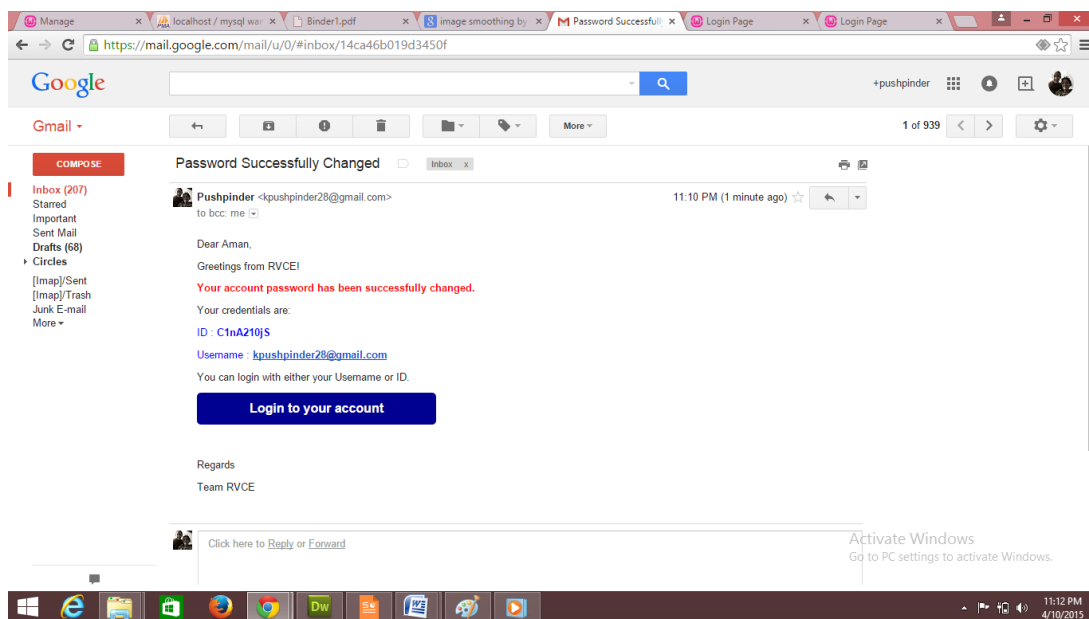 Manage
localhost / mysql war
Binder1.pdf
image smoothing by
Password Successfull
Login Page
Login Page
https://mail.google.com/mail/u/0/#inbox/14ca46b019d3450f
Google
+pushpinder
Gmail
More
1 of 939
COMPOSE
Inbox (207)
Starred
Important
Sent Mail
Drafts (68)
Circles
[Imap]/Sent
[Imap]/Trash
Junk E-mail
More
Password Successfully Changed
Inbox x
Pushpinder <kpushpinder28@gmail.com>
11:10 PM (1 minute ago)
to bcc: me
Dear Aman,
Greetings from RVCE!
Your account password has been successfully changed.
Your credentials are:
ID : C1nA210jS
Username : kpushpinder28@gmail.com
You can login with either your Username or ID.
Login to your account
Regards
Team RVCE
Click here to Reply or Forward
Activate Windows
Go to PC settings to activate Windows.
Dw
11:12 PM
4/10/2015